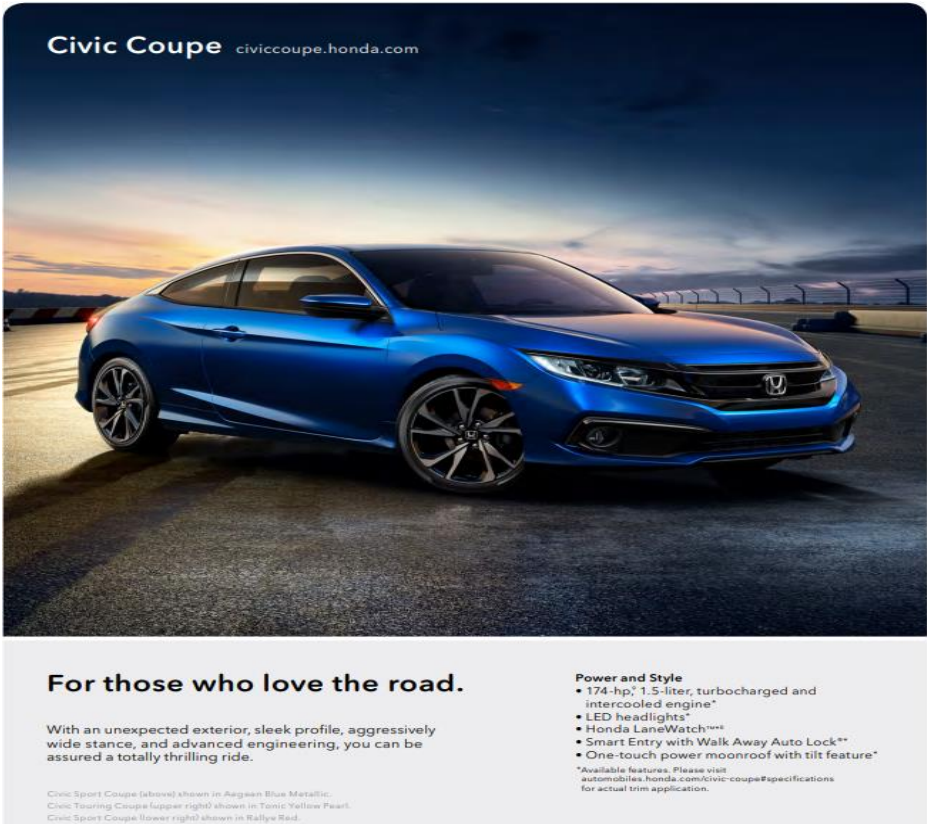 Civic Coupe civiccoupe.honda.com
For those who love the road.
With an unexpected exterior, sleek profile, aggressively
wide stance, and advanced engineering, you can be
assured a totally thrilling ride.
Civic Sport Coupe (above) shown in Aegean Blue Metallic.
Civic Touring Coupe (upper right) shown in Tonic Yellow Pearl.
Civic Sport Coupe (lower right) shown in Rallye Red.
Power and Style
• 174-hp, 1.5-liter, turbocharged and
intercooled engine*
• LED headlights*
• Honda LaneWatch™*
• Smart Entry with Walk Away Auto Lock®*
• One-touch power moonroof with tilt feature*
*Available features. Please visit
automobiles.honda.com/civic-coupe#specifications
for actual trim application.